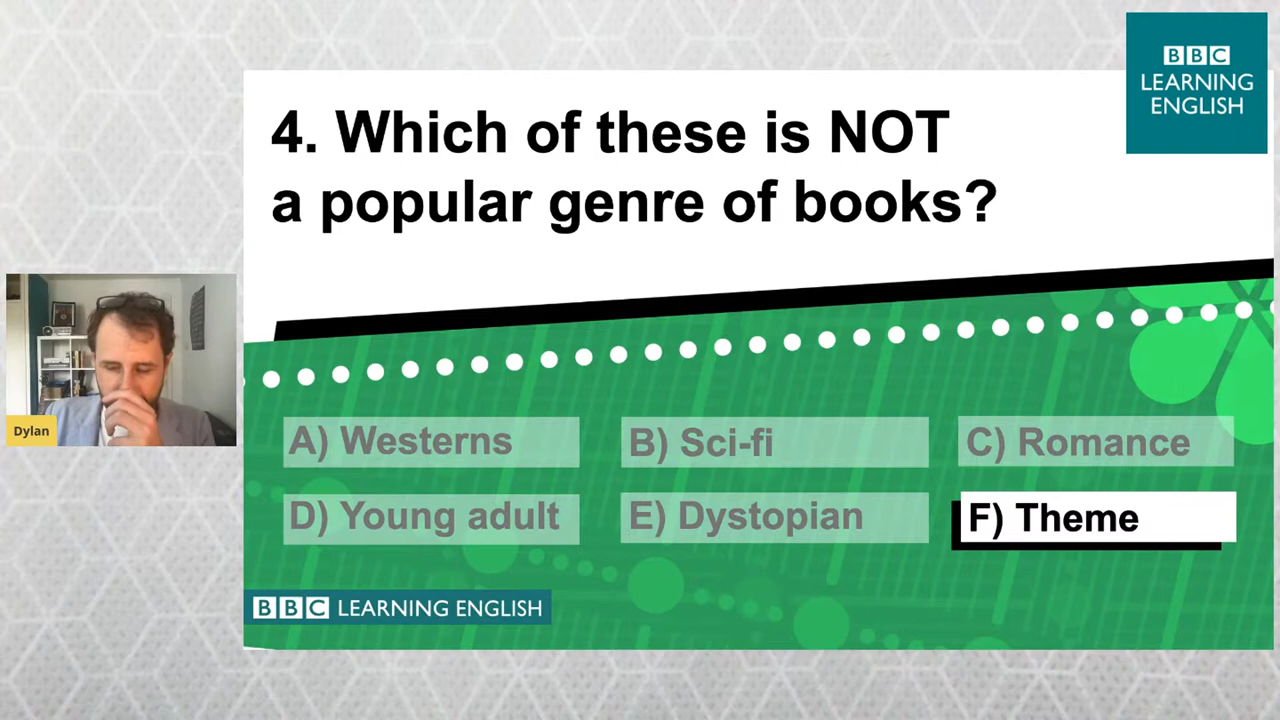 BBC
LEARNING
ENGLISH
4. Which of these is NOT
a popular genre of books?
Dylan
A) Westerns
B) Sci-fi
C) Romance
D) Young adult
E) Dystopian
F) Theme
BBC LEARNING ENGLISH